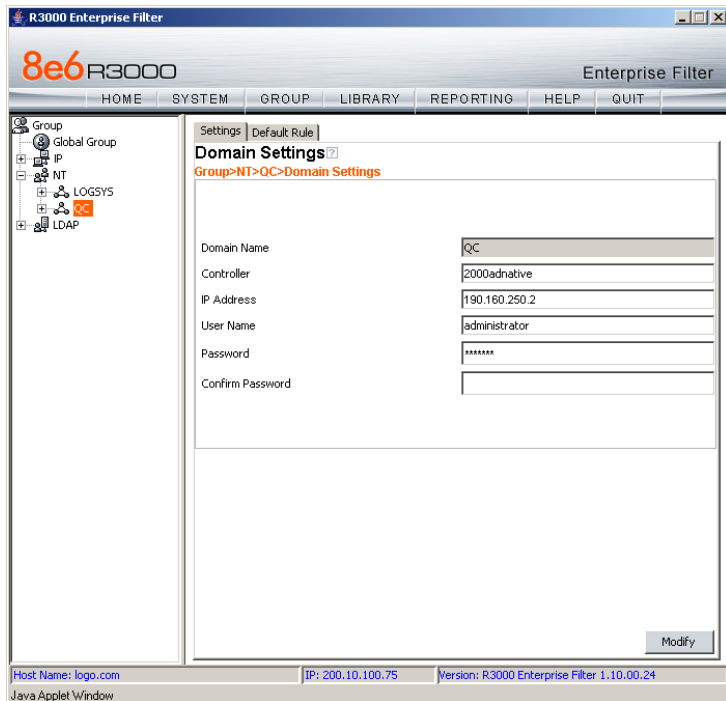 R3000 Enterprise Filter
8e6 R3000
Enterprise Filter
HOME SYSTEM GROUP LIBRARY REPORTING HELP QUIT
Group
Global Group
IP
NT
LOGSYS
QC
LDAP
Settings Default Rule
Domain Settings?
Group>NT>QC>Domain Settings
Domain Name QC
Controller 2000adnative
IP Address 190.160.250.2
User Name administrator
Password *******
Confirm Password
Modify
Host Name: logo.com IP: 200.10.100.75 Version: R3000 Enterprise Filter 1.10.00.24
Java Applet Window